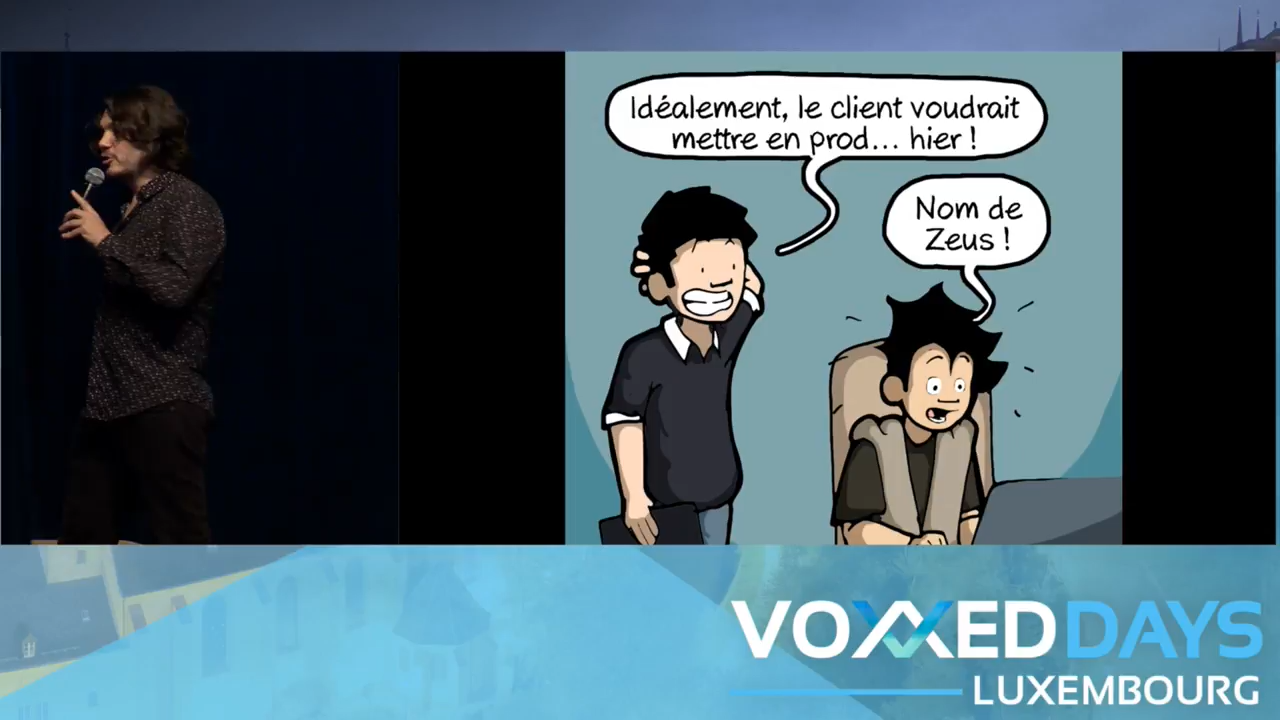 Idéalement, le client voudrait
mettre en prod... hier !
Nom de
Zeus !
VOXXED DAYS
LUXEMBOURG